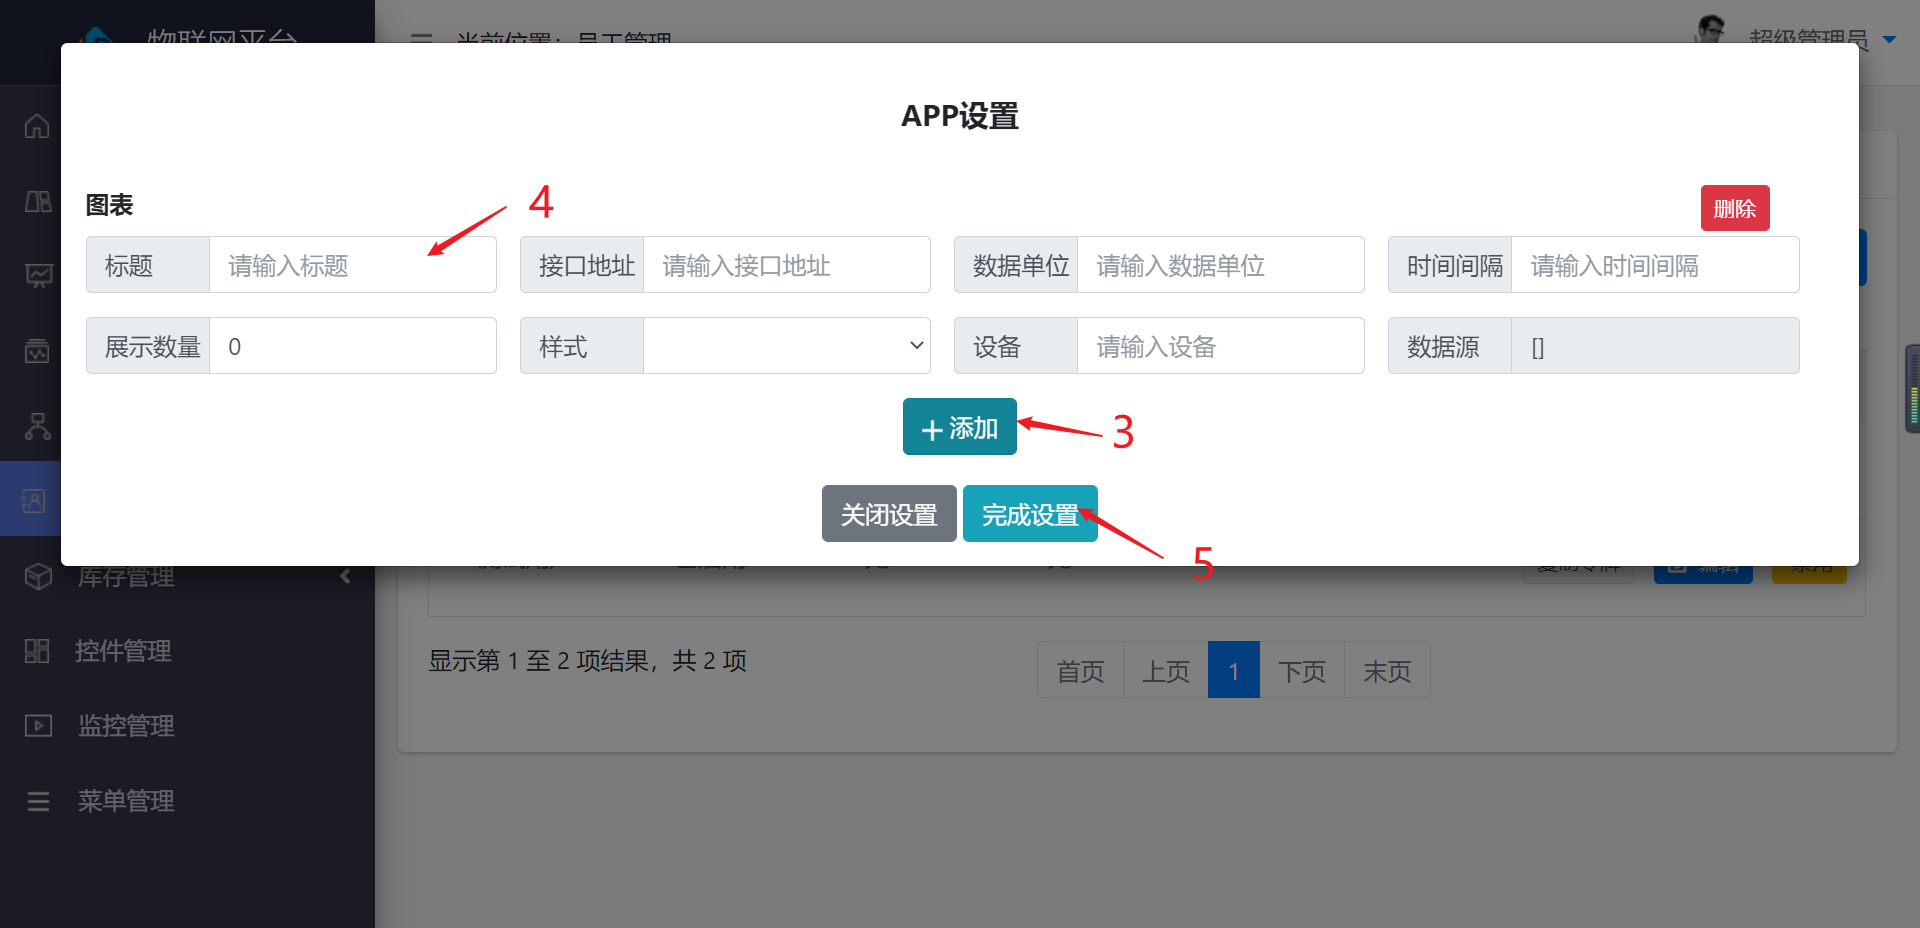 物联网平台
当前位置：员工管理
超级管理员
APP设置
图表
4
删除
标题 请输入标题 接口地址 请输入接口地址 数据单位 请输入数据单位 时间间隔 请输入时间间隔
展示数量 0 样式 设备 请输入设备 数据源 []
添加
3
关闭设置 完成设置
5
库存管理
编辑
禁用
控件管理
显示第 1 至 2 项结果，共 2 项
首页 上页 1 下页 末页
监控管理
菜单管理